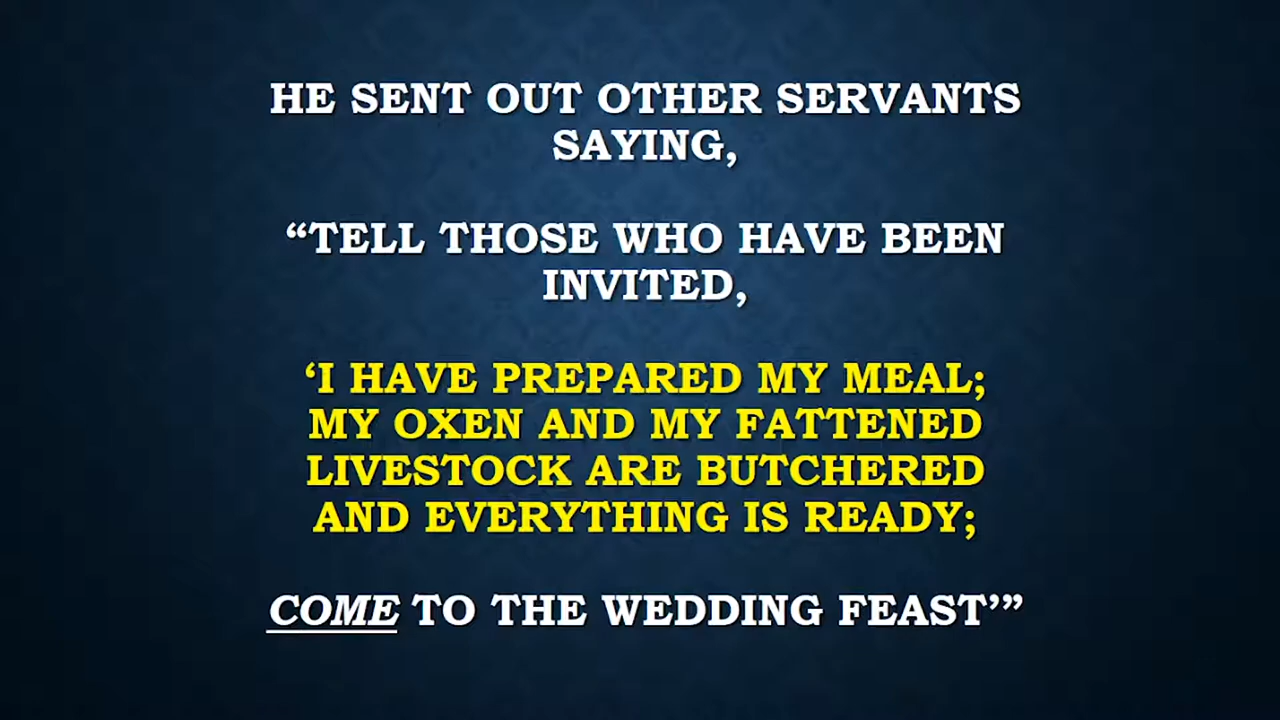 HE SENT OUT OTHER SERVANTS
SAYING,
“TELL THOSE WHO HAVE BEEN
INVITED,
‘I HAVE PREPARED MY MEAL;
MY OXEN AND MY FATTENED
LIVESTOCK ARE BUTCHERED
AND EVERYTHING IS READY;
COME TO THE WEDDING FEAST’”